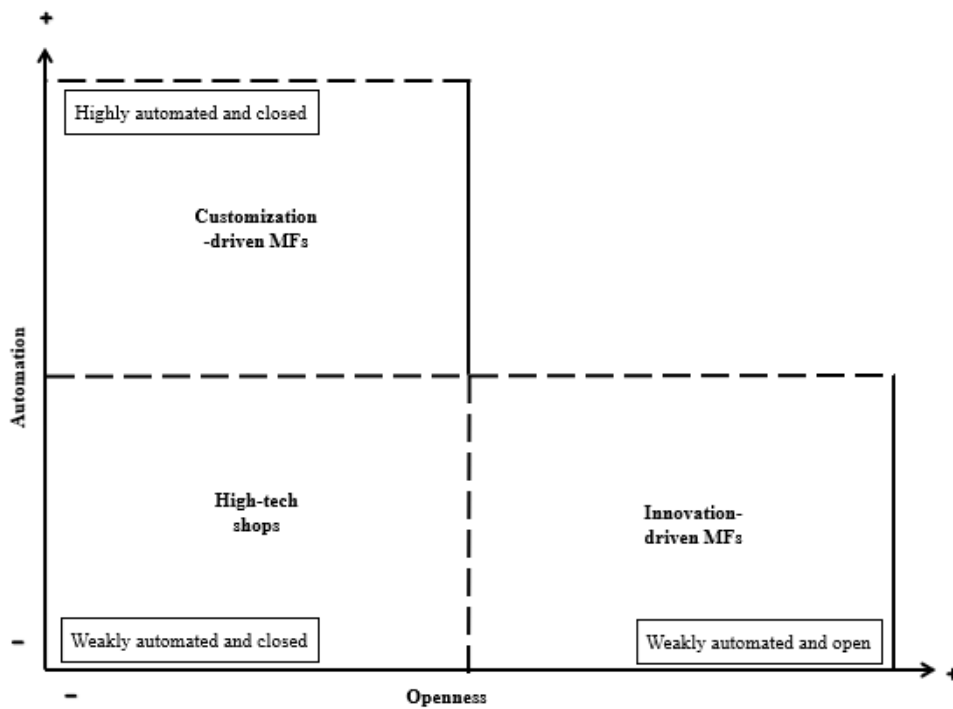 +
Highly automated and closed
Customization
-driven MFs
Automation
High-tech
shops
Innovation-
driven MFs
Weakly automated and closed
Weakly automated and open
-
-
Openness
+